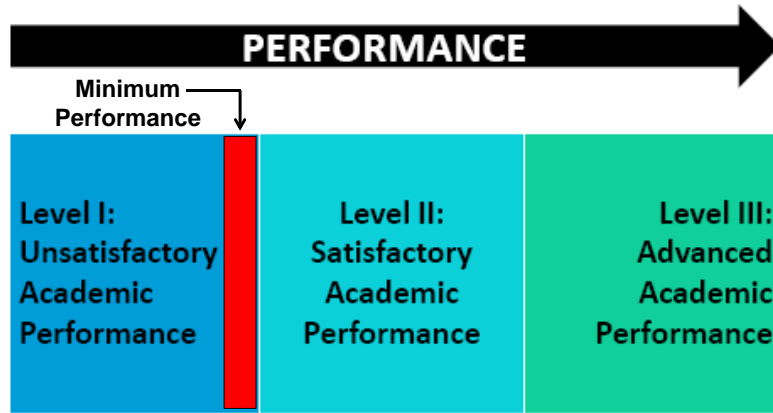 PERFORMANCE
Minimum
Performance
Level I:
Unsatisfactory
Academic
Performance
Level II:
Satisfactory
Academic
Performance
Level III:
Advanced
Academic
Performance